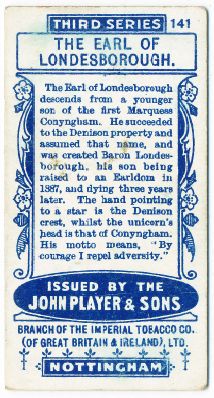 THIRD SERIES 141
THE EARL OF
LONDESBOROUGH.
The Earl of Londesborough
descends from a younger
son of the first Marquess
Conyngham. He succeeded
to the Denison property and
assumed that name, and
was created Baron Londes-
borough, his son being
raised to an Earldom in
1887, and dying three years
later. The hand pointing
to a star is the Denison
crest, whilst the unicorn's
head is that of Conyngham.
His motto means, "By
courage I repel adversity."
ISSUED BY THE
JOHN PLAYER & SONS
BRANCH OF THE IMPERIAL TOBACCO CO.
(OF GREAT BRITAIN & IRELAND), LTD.
NOTTINGHAM